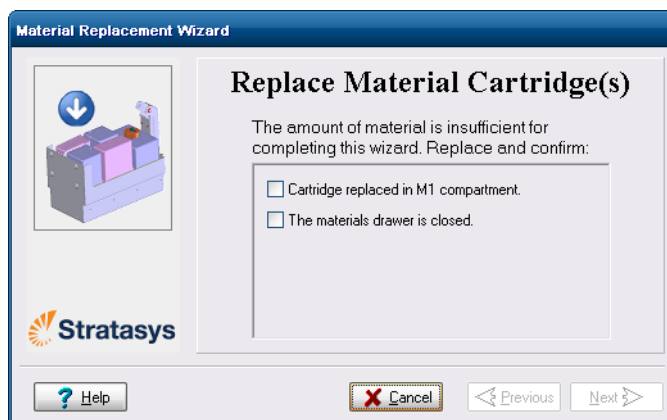 Material Replacement Wizard
Replace Material Cartridge(s)
The amount of material is insufficient for
completing this wizard. Replace and confirm:
Cartridge replaced in M1 compartment.
The materials drawer is closed.
Stratasys
? Help
Cancel
Previous
Next